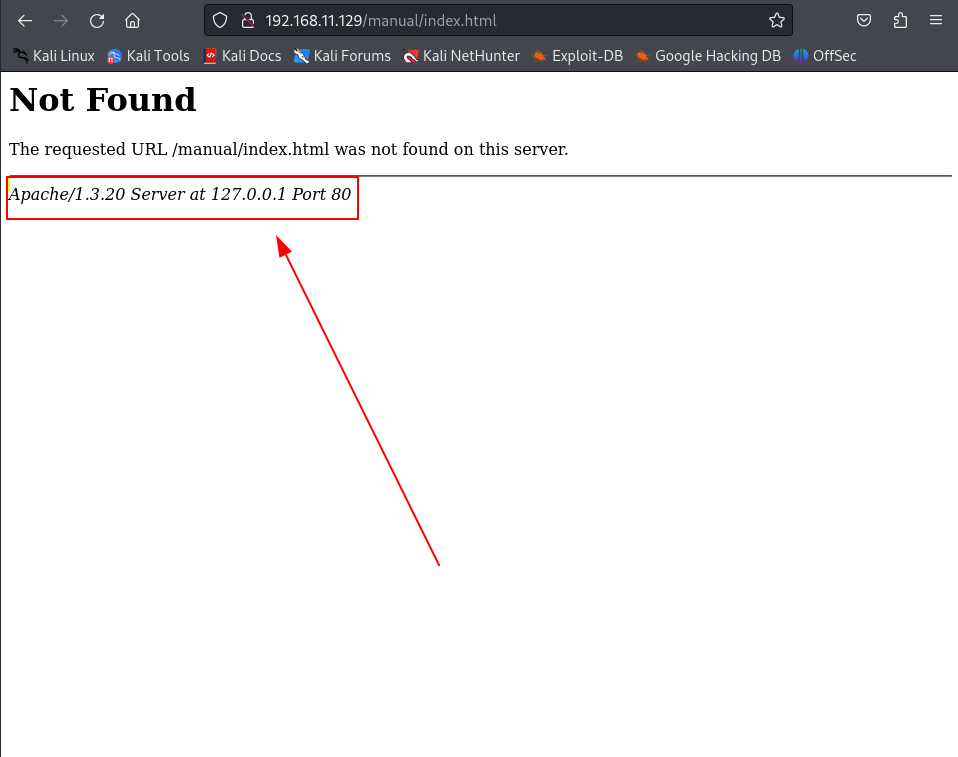 192.168.11.129/manual/index.html
Kali Linux Kali Tools Kali Docs Kali Forums Kali NetHunter Exploit-DB Google Hacking DB OffSec
Not Found
The requested URL /manual/index.html was not found on this server.
Apache/1.3.20 Server at 127.0.0.1 Port 80